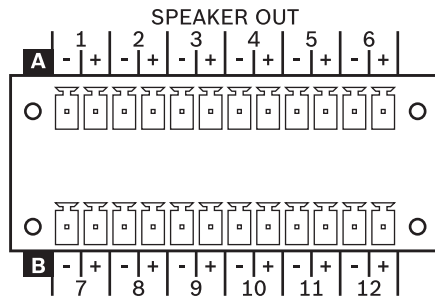 SPEAKER OUT
1 2 3 4 5 6
A - + - + - + - + - + - +
B - + - + - + - + - + - +
7 8 9 10 11 12